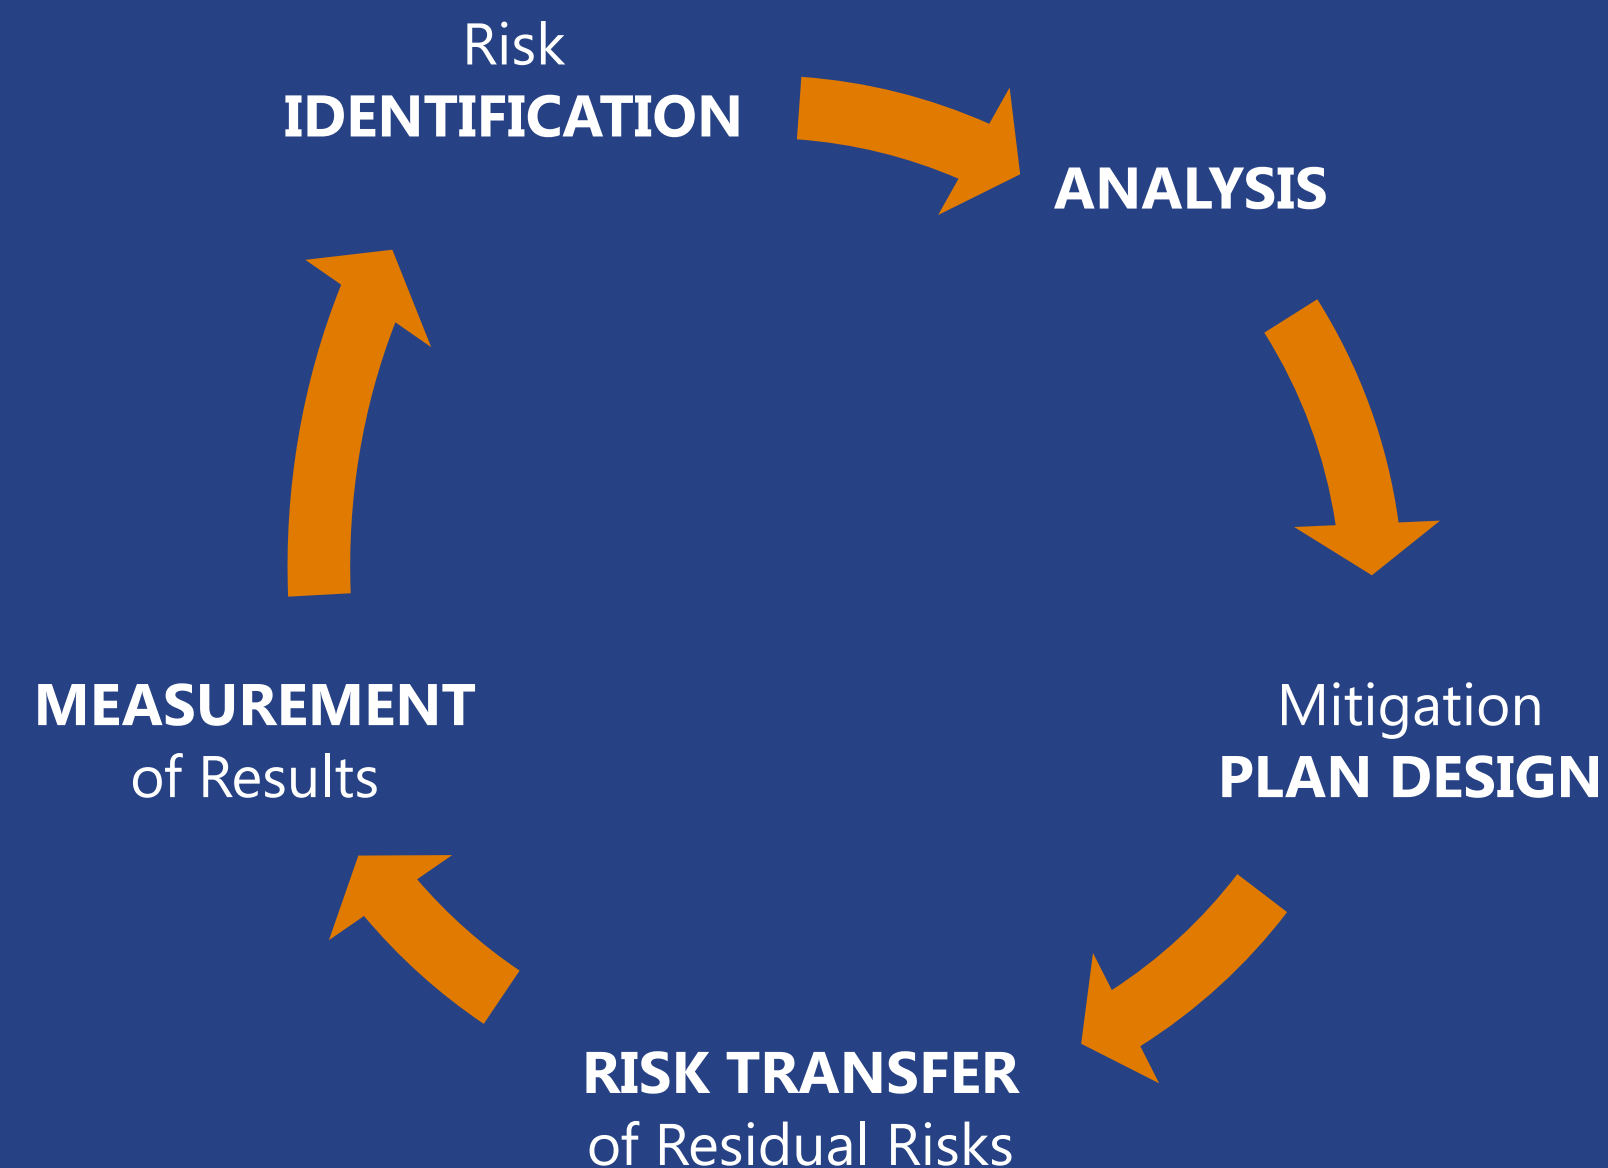 Risk
IDENTIFICATION
ANALYSIS
Mitigation
PLAN DESIGN
RISK TRANSFER
of Residual Risks
MEASUREMENT
of Results